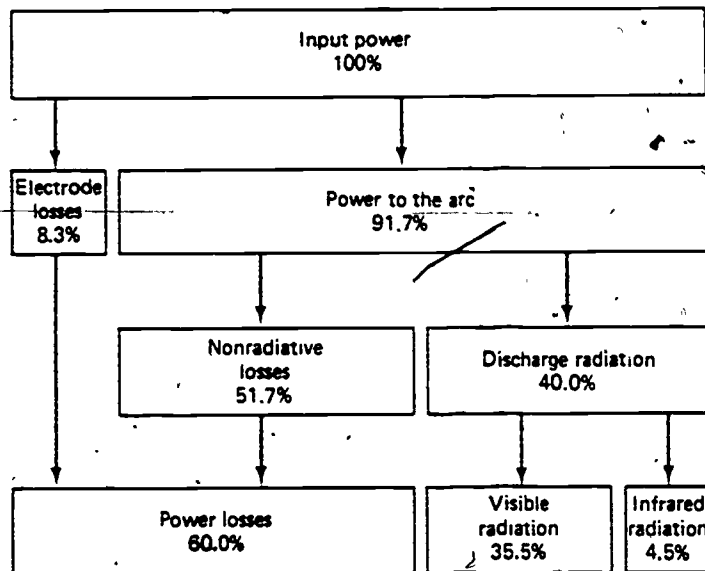 Input power
100%
Electrode
losses
8.3%
Power to the arc
91.7%
Nonradiative
losses
51.7%
Discharge radiation
40.0%
Power losses
60.0%
Visible
radiation
35.5%
Infrared
radiation
4.5%